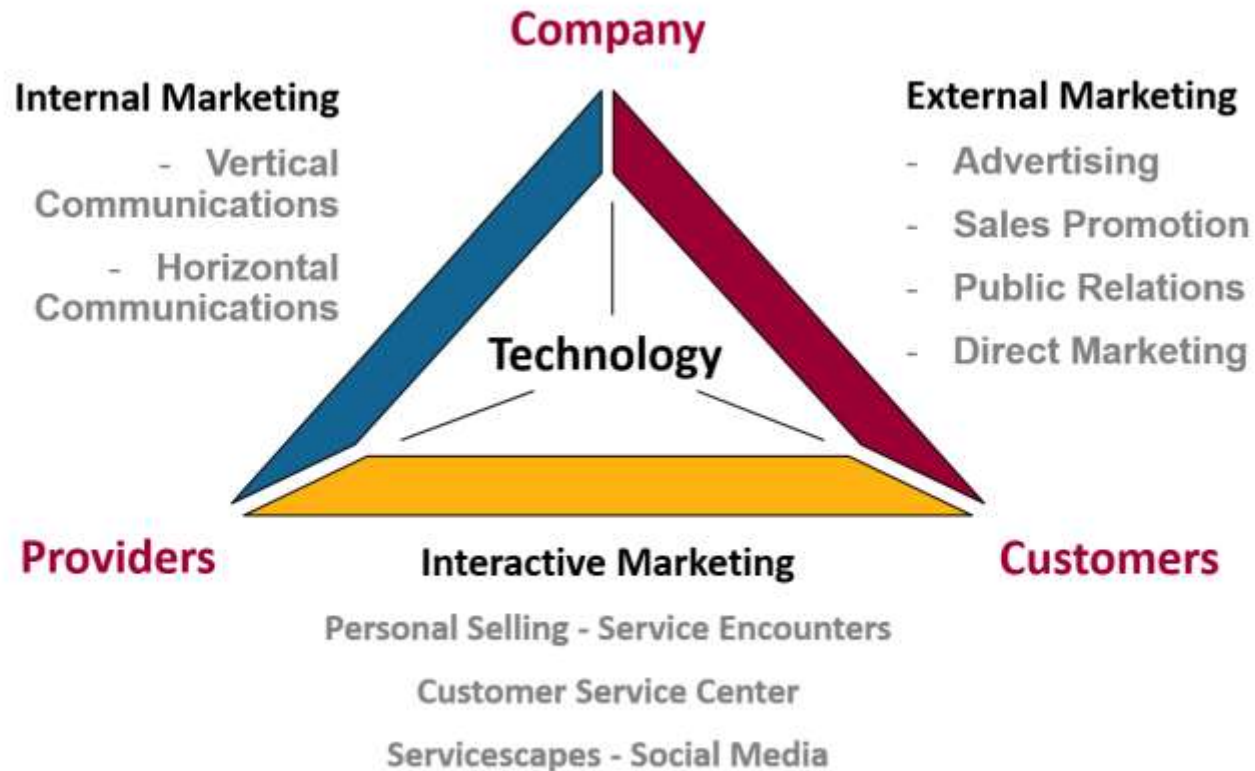 Company
Internal Marketing
- Vertical
Communications
- Horizontal
Communications
External Marketing
- Advertising
- Sales Promotion
- Public Relations
- Direct Marketing
Technology
Providers
Interactive Marketing
Customers
Personal Selling - Service Encounters
Customer Service Center
Servicescapes - Social Media